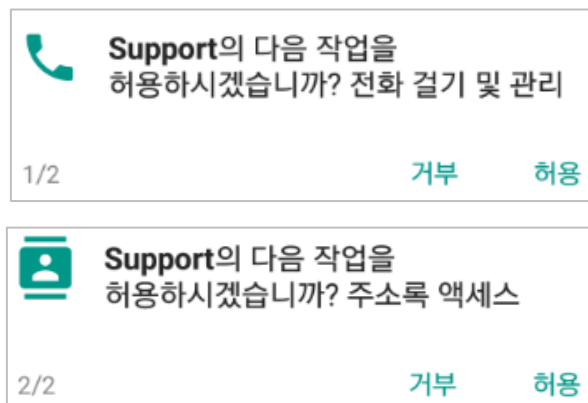 Support의 다음 작업을
허용하시겠습니까? 전화 걸기 및 관리
1/2
거부 허용
Support의 다음 작업을
허용하시겠습니까? 주소록 액세스
2/2
거부 허용